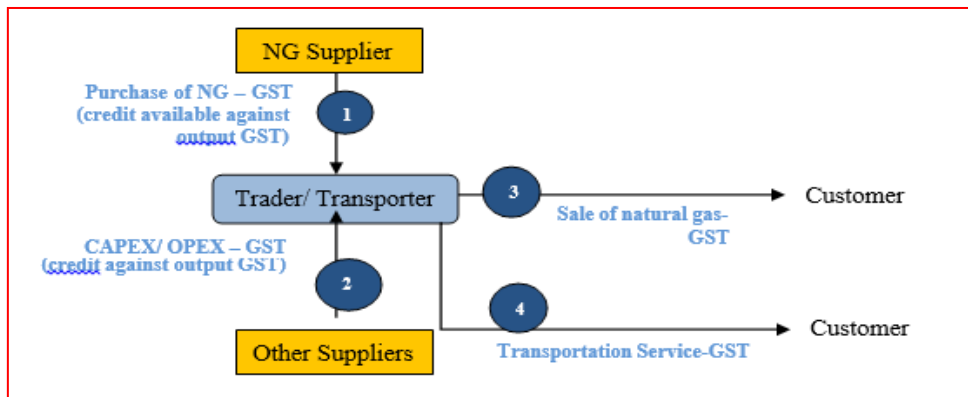 NG Supplier
Purchase of NG – GST
(credit available against
output GST)
1
Trader/ Transporter
3
Customer
Sale of natural gas-
GST
CAPEX/ OPEX – GST
(credit against output GST)
2
4
Customer
Transportation Service-GST
Other Suppliers